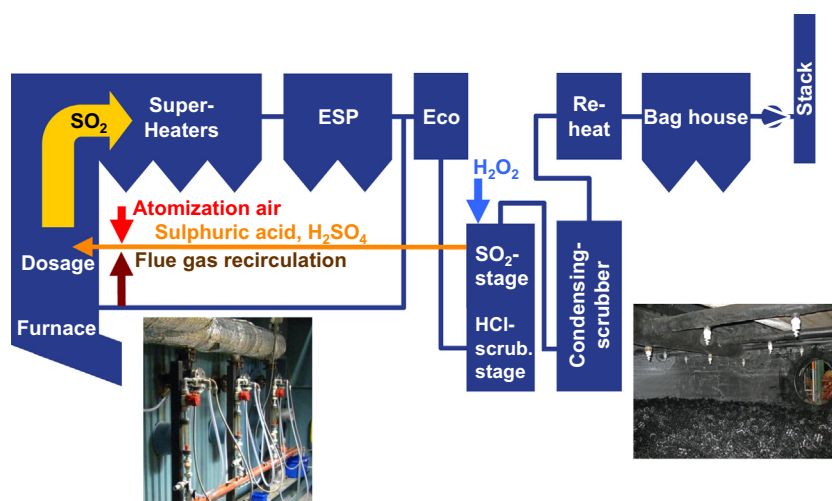 SO₂
Super-
Heaters
ESP
Eco
Re-
heat
Bag house
Stack
H₂O₂
Atomization air
Sulphuric acid, H₂SO₄
Dosage
Flue gas recirculation
Furnace
SO₂-
stage
HCl-
scrub.
stage
Condensing-
scrubber